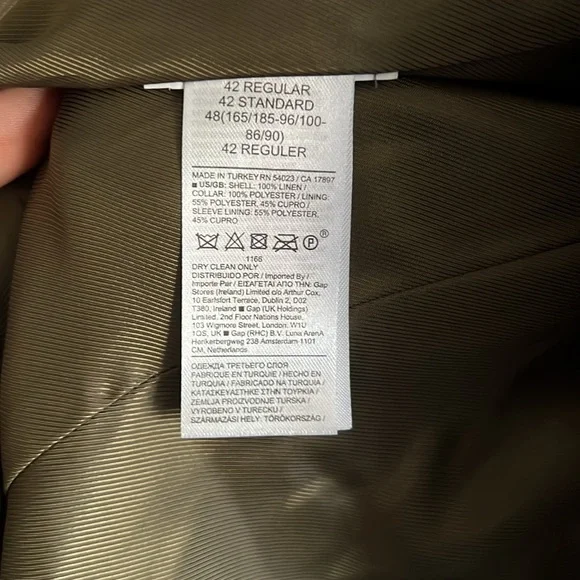 42 REGULAR
42 STANDARD
48(165/185-96/100-
86/90)
42 REGULER
MADE IN TURKEY RN 54023 / CA 17897
■ US/GB: SHELL: 100% LINEN /
COLLAR: 100% POLYESTER / LINING:
55% POLYESTER, 45% CUPRO /
SLEEVE LINING: 55% POLYESTER,
45% CUPRO
P ®
1166
DRY CLEAN ONLY
DISTRIBUIDO POR / Imported By /
Importe Par / ΕΙΣΑΓΕΤΑΙ ΑΠΟ ΤΗΝ: Gap
Stores (Ireland) Limited c/o Arthur Cox,
10 Earlsfort Terrace, Dublin 2, D02
T380, Ireland ■ Gap (UK Holdings)
Limited. 2nd Floor Nations House,
103 Wigmore Street, London. W1U
1QS, UK ■ Gap (RHC) B.V. Luna ArenA
Herikerbergweg 238 Amsterdam-1101
CM, Netherlands
ОДЕЖДА ТРЕТЬЕГО СЛОЯ
FABRIQUE EN TURQUIE / HECHO EN
TURQUIA / FABRICADO NA TURQUIA /
ΚΑΤΑΣΚΕΥΑΣΤΗΚΕ ΣΤΗΝ ΤΟΥΡΚΙΑ /
ZEMLJA PROIZVODNJE TURSKA /
VYROBENO V TURECKU /
SZÁRMAZÁSI HELY: TÖRÖKORSZÁG /